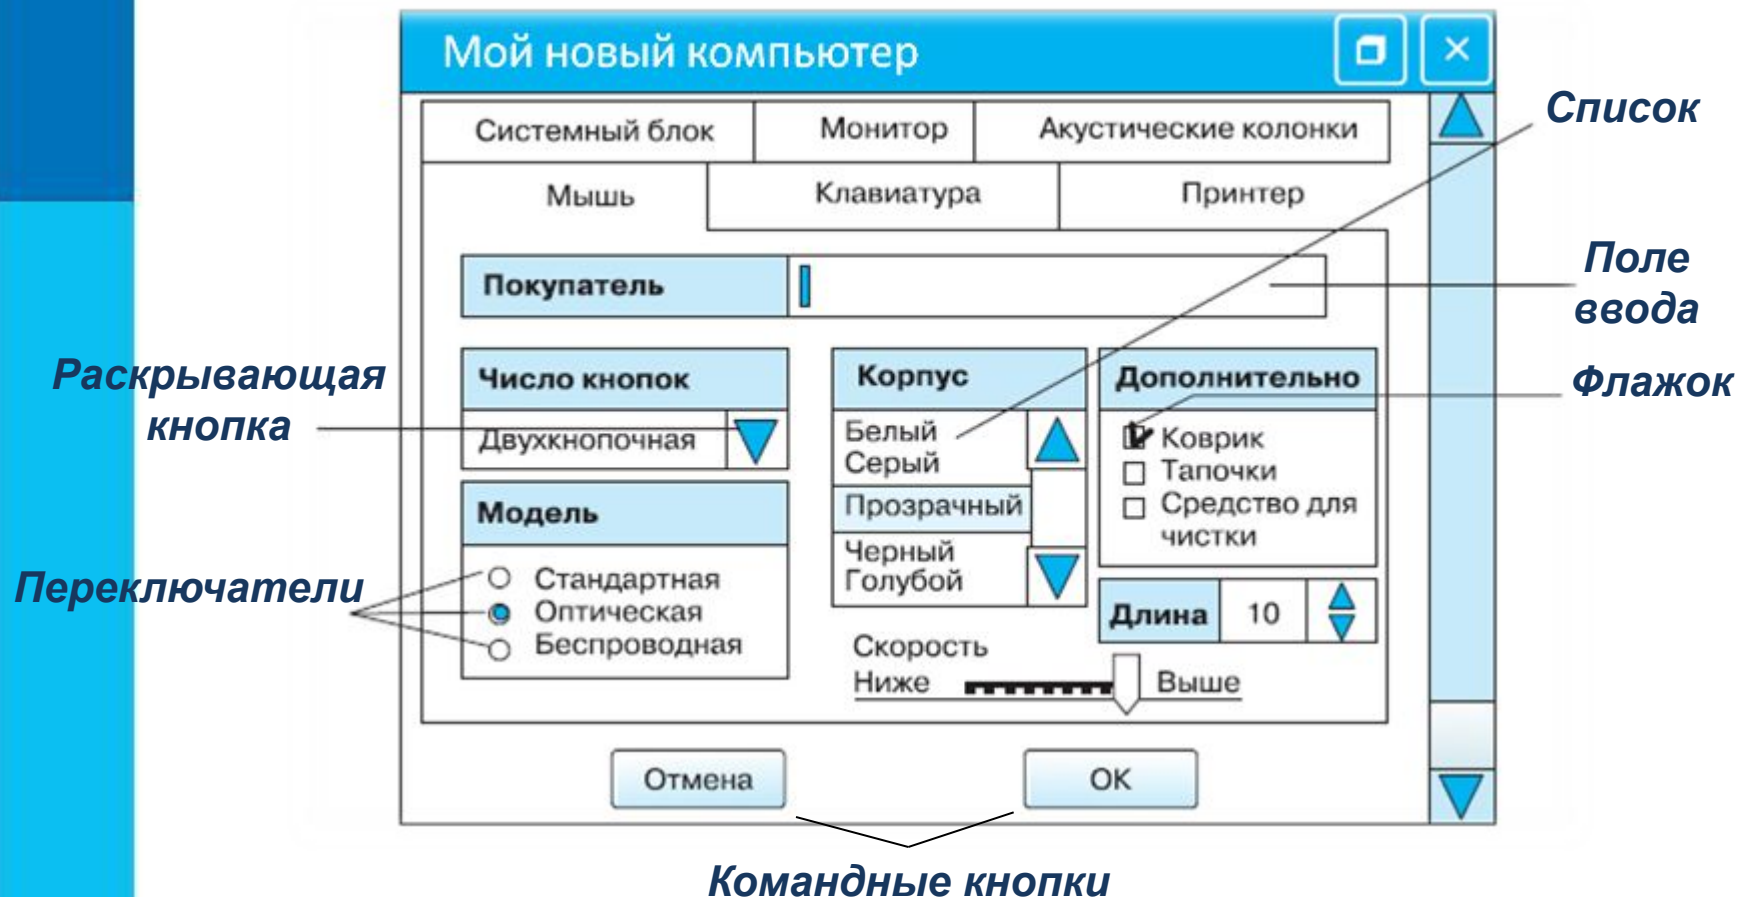 Мой новый компьютер
Список
Системный блок
Монитор
Акустические колонки
Мышь
Клавиатура
Принтер
Поле
ввода
Покупатель
Раскрывающая
кнопка
Число кнопок
Двухкнопочная
Корпус
Белый
Серый
Прозрачный
Черный
Голубой
Дополнительно
Коврик
Тапочки
Средство для
чистки
Флажок
Переключатели
Модель
Стандартная
Оптическая
Беспроводная
Длина
10
Скорость
Ниже
Выше
Отмена
ОК
Командные кнопки